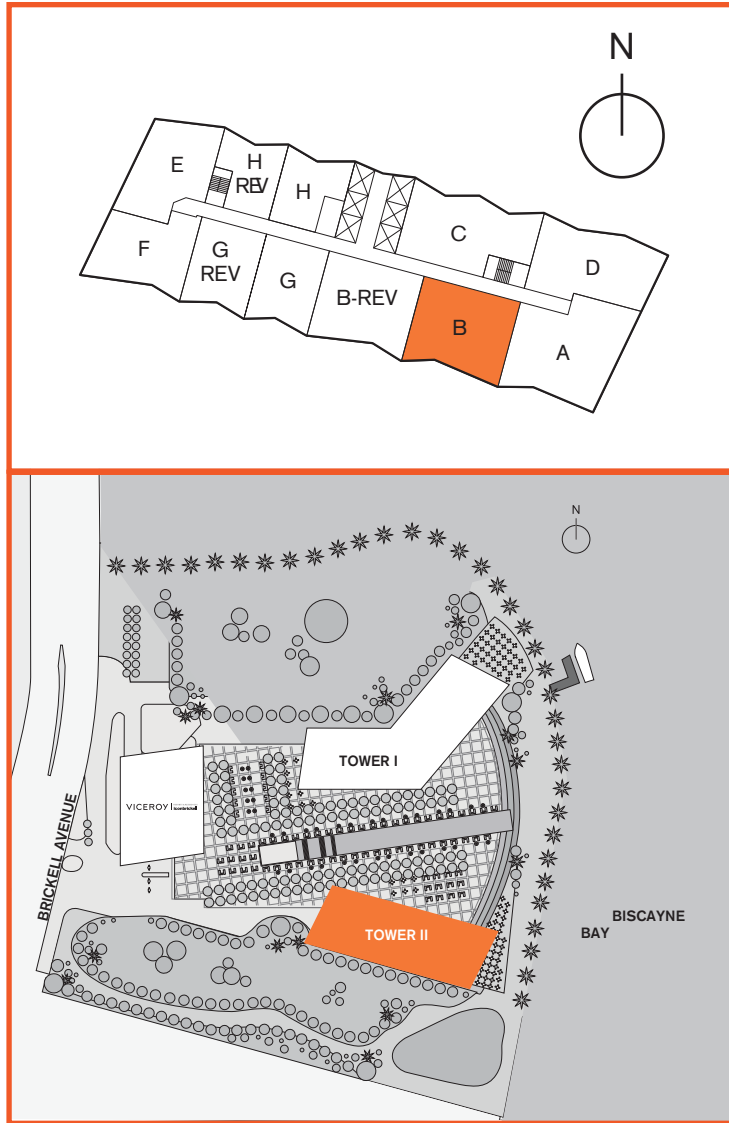 N
E
H
REV
H
C
D
F
G
REV
G
B-REV
B
A
N
TOWER I
VICEROY
BRICKELL AVENUE
TOWER II
BISCAYNE
BAY